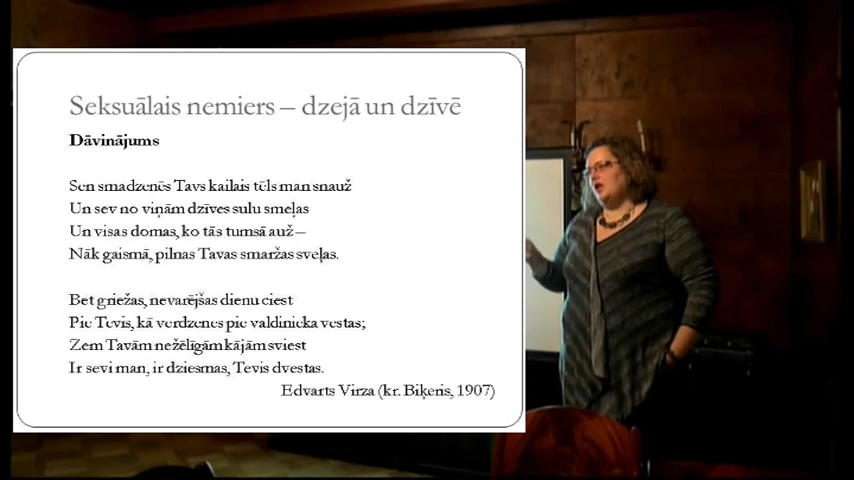 Seksuālais nemiers – dzejā un dzīvē
Dāvinājums
Sen smadzenēs Tavs kailais tēls man snauž
Un sev no viņām dzīves sulu smeļas
Un visas domas, ko tās tumsā auž –
Nāk gaismā, pilnas Tavas smaržas sveļas.
Bet griežas, nevarējšas dienu ciest
Pie Tevis, kā verdzenes pie valdinieka vestas;
Zem Tavām nežēlīgām kājām sviest
Ir sevi man, ir dziesmas, Tevis dvestas.
Edvarts Virza (kr. Biķeris, 1907)